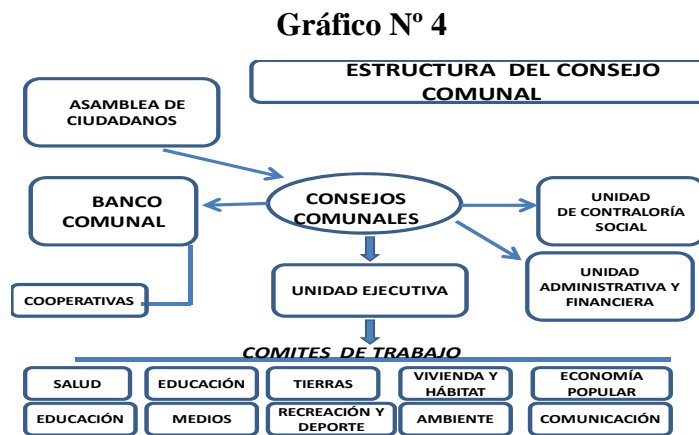 Gráfico Nº 4
ESTRUCTURA DEL CONSEJO
COMUNAL
ASAMBLEA DE
CIUDADANOS
BANCO
COMUNAL
CONSEJOS
COMUNALES
UNIDAD
DE CONTRALORÍA
SOCIAL
UNIDAD
ADMINISTRATIVA Y
FINANCIERA
COOPERATIVAS
UNIDAD EJECUTIVA
COMITES DE TRABAJO
SALUD
EDUCACIÓN
TIERRAS
VIVIENDA Y
HÁBITAT
ECONOMÍA
POPULAR
EDUCACIÓN
MEDIOS
RECREACIÓN Y
DEPORTE
AMBIENTE
COMUNICACIÓN